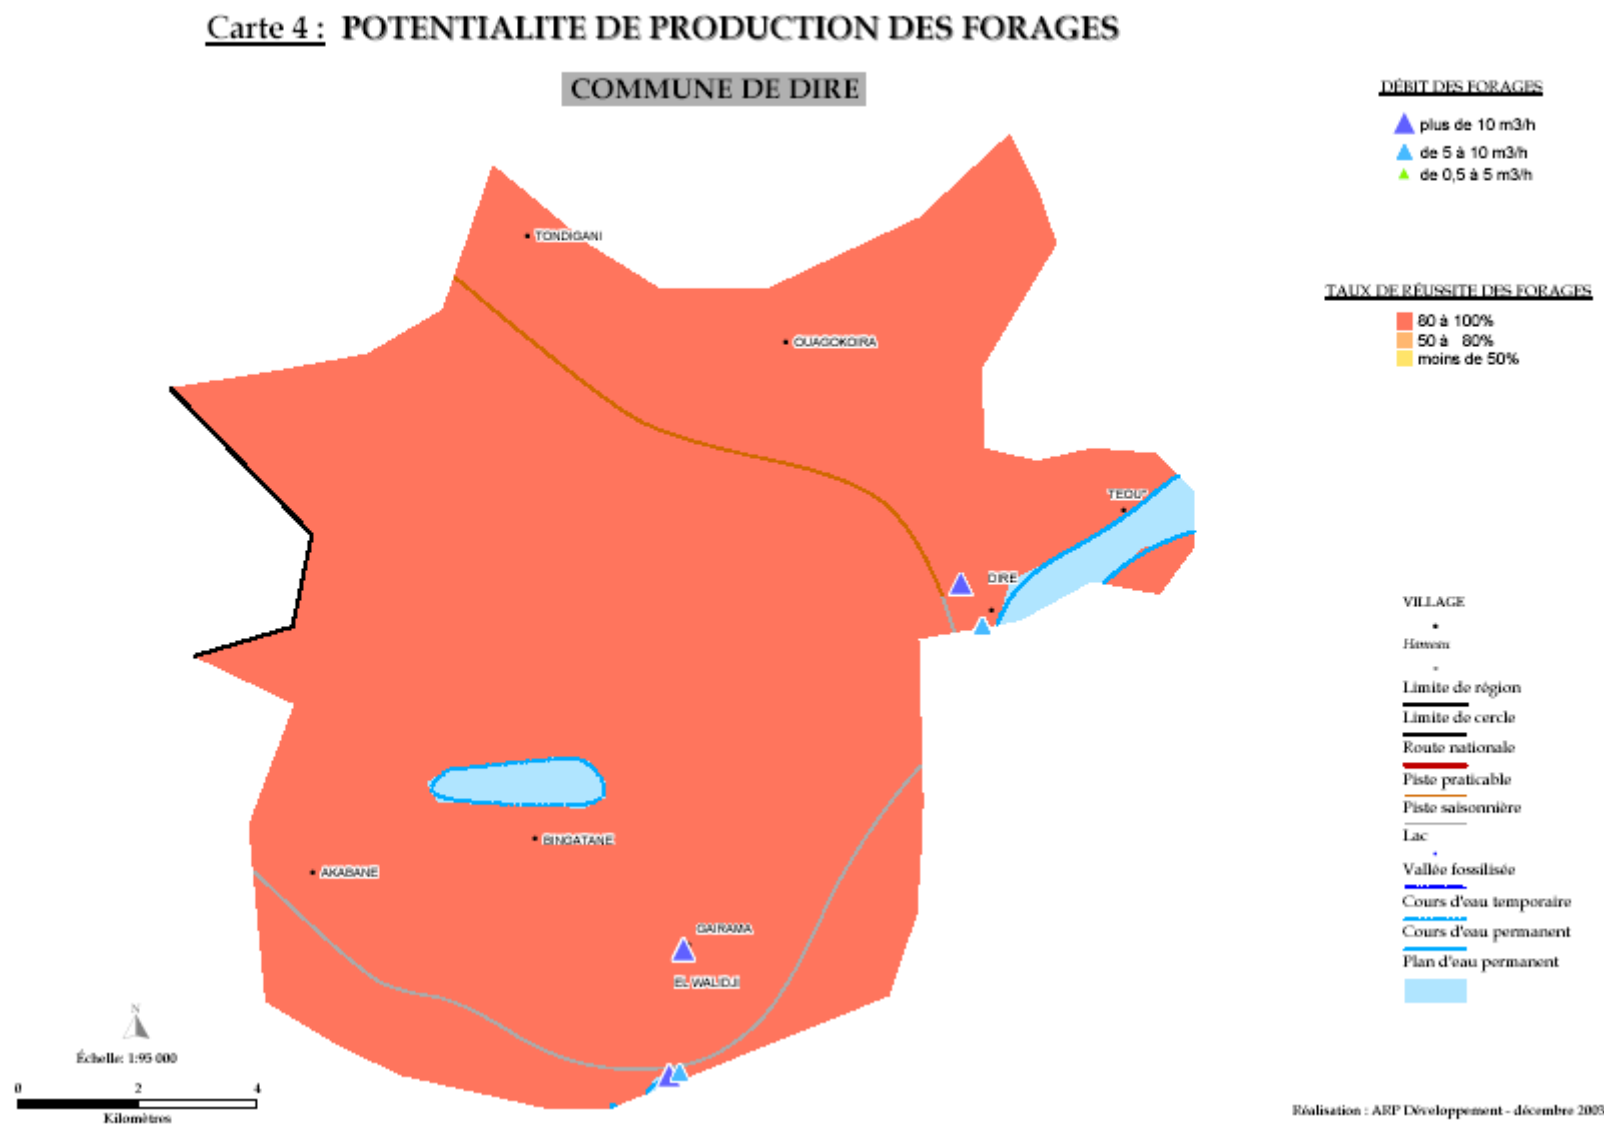 Carte 4 : POTENTIALITE DE PRODUCTION DES FORAGES
COMMUNE DE DIRE
DÉBIT DES FORAGES
plus de 10 m3/h
de 5 à 10 m3/h
de 0,5 à 5 m3/h
TAUX DE RÉUSSITE DES FORAGES
80 à 100%
50 à 80%
moins de 50%
TONDIGANI
OUAGOKOIRA
DIRE
BINGATANE
AKABANE
GAIRAMA
EL WALIDJI
VILLAGE
Hameau
Limite de région
Limite de cercle
Route nationale
Piste praticable
Piste saisonnière
Lac
Vallée fossilisée
Cours d'eau temporaire
Cours d'eau permanent
Plan d'eau permanent
N
Échelle: 1:95 000
0 2 4
Kilomètres
Réalisation : ARP Développement - décembre 2003